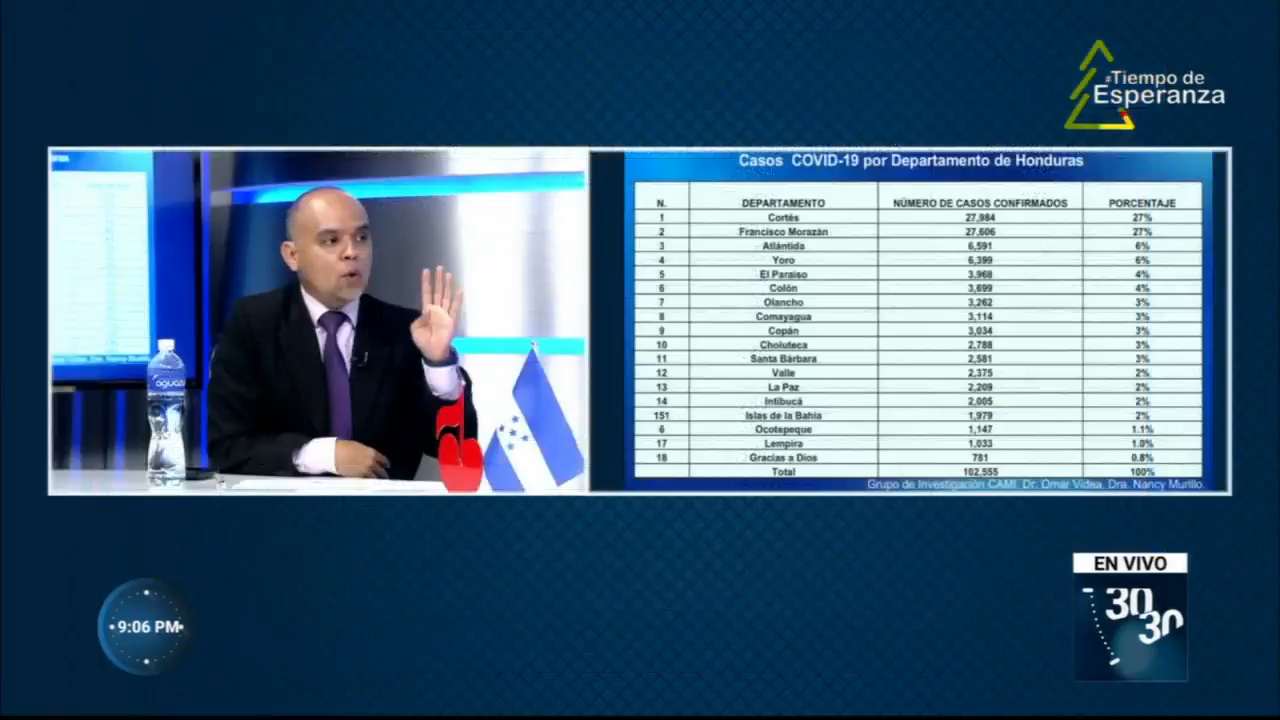 #Tiempo de
Esperanza
Casos COVID-19 por Departamento de Honduras
N. DEPARTAMENTO NÚMERO DE CASOS CONFIRMADOS PORCENTAJE
1 Cortés 27,984 27%
2 Francisco Morazán 27,606 27%
3 Atlántida 6,591 6%
4 Yoro 6,399 6%
5 El Paraíso 3,968 4%
6 Colón 3,699 4%
7 Olancho 3,262 3%
8 Comayagua 3,114 3%
9 Copán 3,034 3%
10 Choluteca 2,788 3%
11 Santa Bárbara 2,581 3%
12 Valle 2,375 2%
13 La Paz 2,209 2%
14 Intibucá 2,005 2%
151 Islas de la Bahía 1,979 2%
6 Ocotepeque 1,147 1.1%
17 Lempira 1,033 1.0%
18 Gracias a Dios 781 0.8%
Total 102,555 100%
Grupo de Investigación CAMI. Dr. Omar Videa. Dra. Nancy Murillo.
aguaz
9:06 PM
EN VIVO
30
30